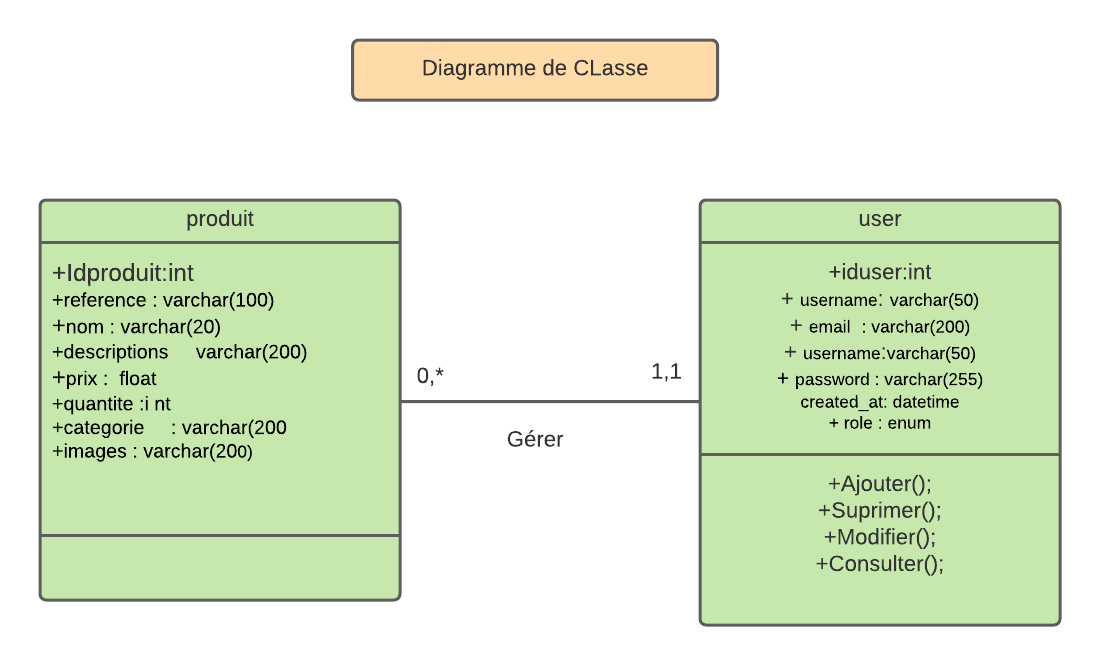 Diagramme de CLasse
produit
+Idproduit:int
+reference : varchar(100)
+nom : varchar(20)
+descriptions varchar(200)
+prix : float
+quantite :i nt
+categorie : varchar(200
+images : varchar(200)
0,*
1,1
Gérer
user
+iduser:int
+ username: varchar(50)
+ email : varchar(200)
+ username:varchar(50)
+ password : varchar(255)
created_at: datetime
+ role : enum
+Ajouter();
+Suprimer();
+Modifier();
+Consulter();